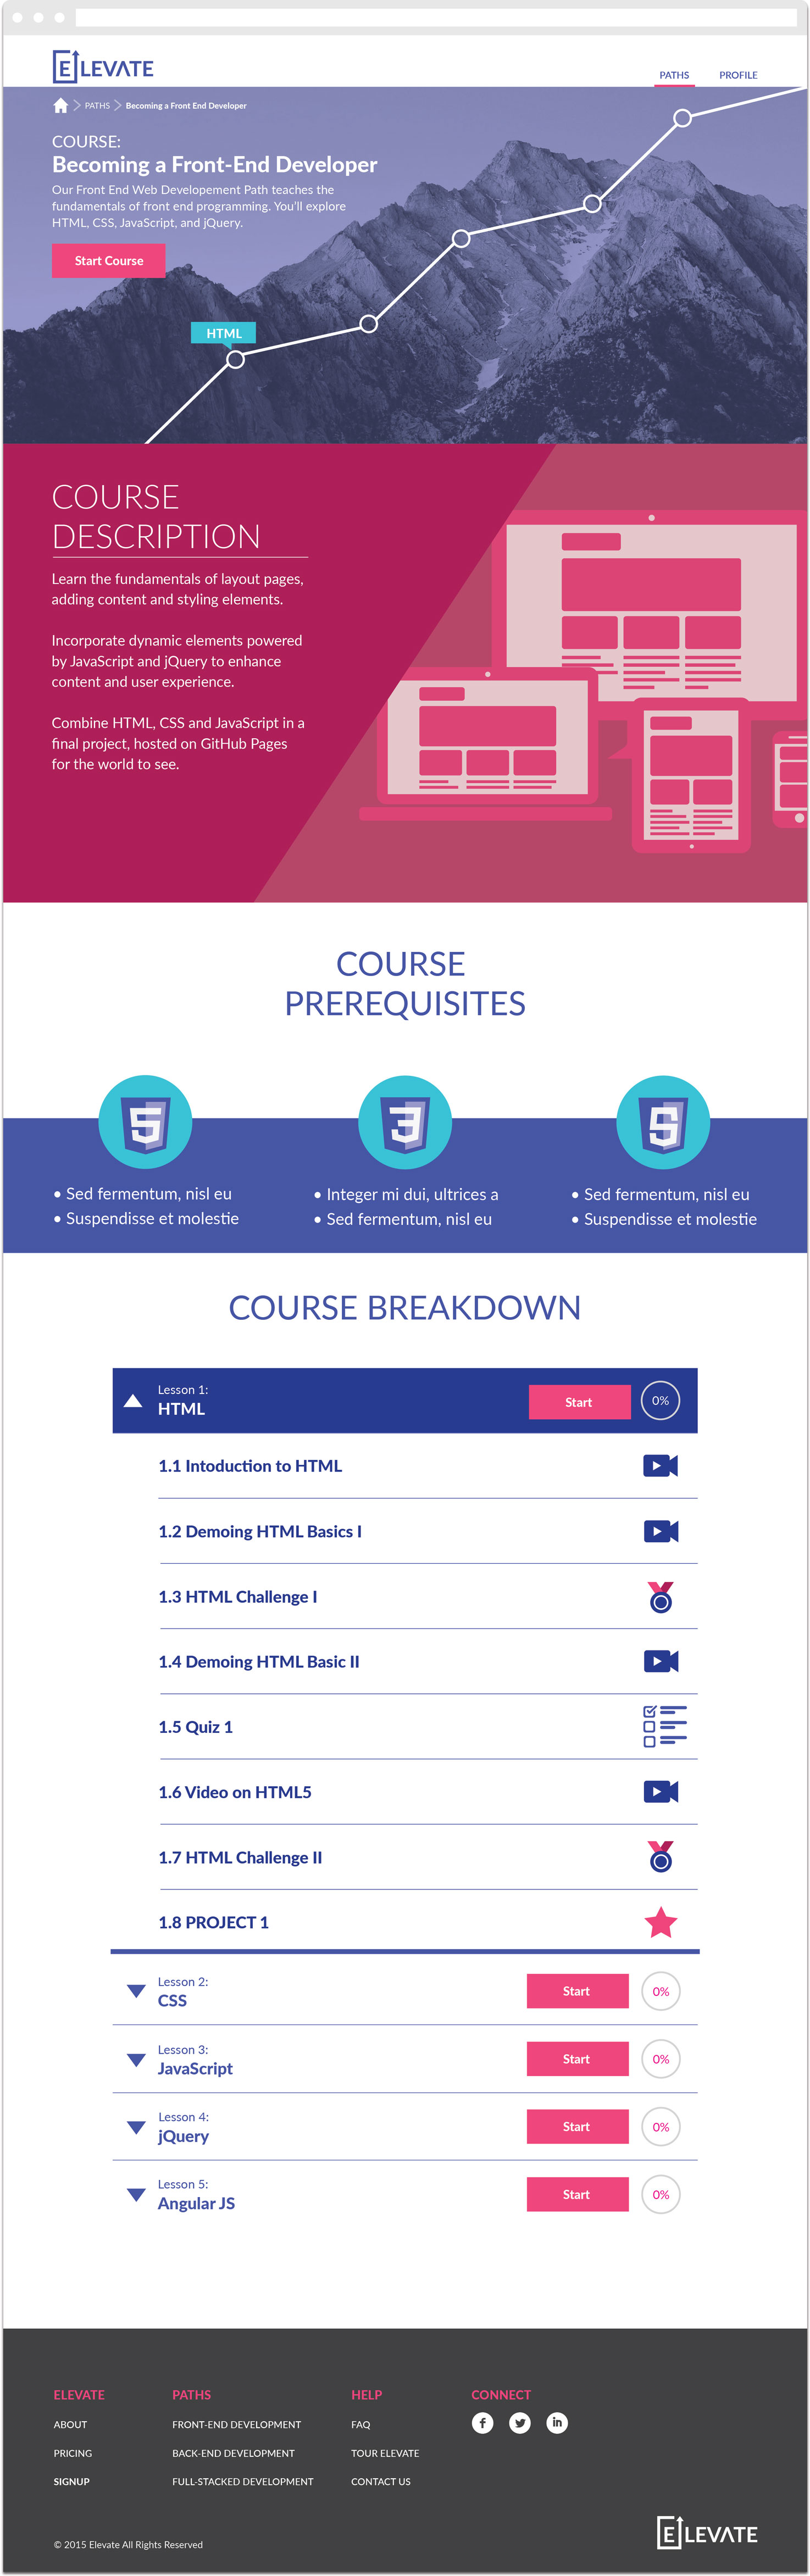 ELEVATE
PATHS PROFILE
PATHS Becoming a Front End Developer
COURSE:
Becoming a Front-End Developer
Our Front End Web Developement Path teaches the
fundamentals of front end programming. You'll explore
HTML, CSS, JavaScript, and jQuery.
Start Course
HTML
COURSE
DESCRIPTION
Learn the fundamentals of layout pages,
adding content and styling elements.
Incorporate dynamic elements powered
by JavaScript and jQuery to enhance
content and user experience.
Combine HTML, CSS and JavaScript in a
final project, hosted on GitHub Pages
for the world to see.
COURSE
PREREQUISITES
5 3 5
• Sed fermentum, nisl eu
• Suspendisse et molestie
• Integer mi dui, ultrices a
• Sed fermentum, nisl eu
• Sed fermentum, nisl eu
• Suspendisse et molestie
COURSE BREAKDOWN
Lesson 1:
HTML
Start 0%
1.1 Intoduction to HTML
1.2 Demoing HTML Basics I
1.3 HTML Challenge I
1.4 Demoing HTML Basic II
1.5 Quiz 1
1.6 Video on HTML5
1.7 HTML Challenge II
1.8 PROJECT 1
Lesson 2:
CSS
Start 0%
Lesson 3:
JavaScript
Start 0%
Lesson 4:
jQuery
Start 0%
Lesson 5:
Angular JS
Start 0%
ELEVATE
ABOUT
PRICING
SIGNUP
PATHS
FRONT-END DEVELOPMENT
BACK-END DEVELOPMENT
FULL-STACKED DEVELOPMENT
HELP
FAQ
TOUR ELEVATE
CONTACT US
CONNECT
f in
© 2015 Elevate All Rights Reserved
ELEVATE